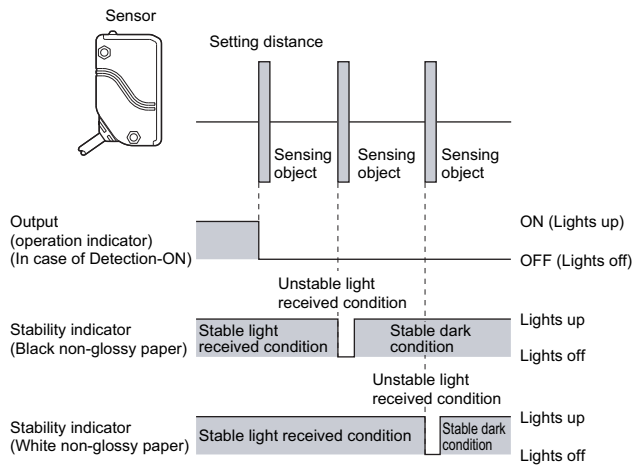 Sensor
Setting distance
Sensing
object
Sensing
object
Sensing
object
Output
(operation indicator)
(In case of Detection-ON)
ON (Lights up)
OFF (Lights off)
Unstable light
received condition
Stability indicator
(Black non-glossy paper)
Stable light
received condition
Stable dark
condition
Lights up
Lights off
Unstable light
received condition
Stability indicator
(White non-glossy paper)
Stable light received condition
Stable dark
condition
Lights up
Lights off